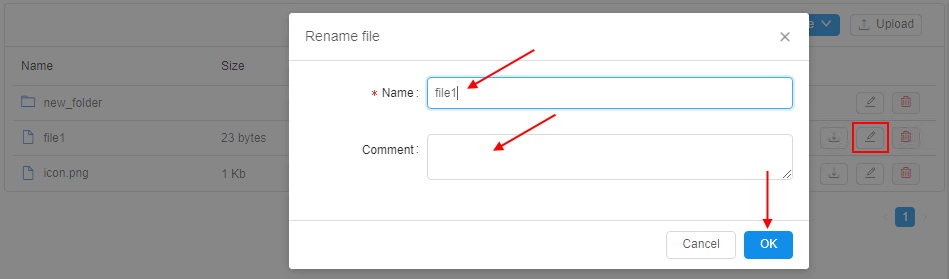 Rename file
Upload
Name
Size
* Name :
file1
new_folder
file1
23 bytes
Comment :
icon.png
1 Kb
1
Cancel
OK